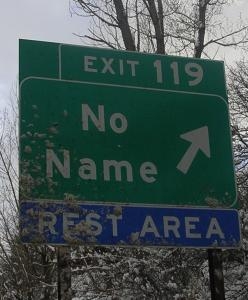 EXIT 119
No
Name
REST AREA